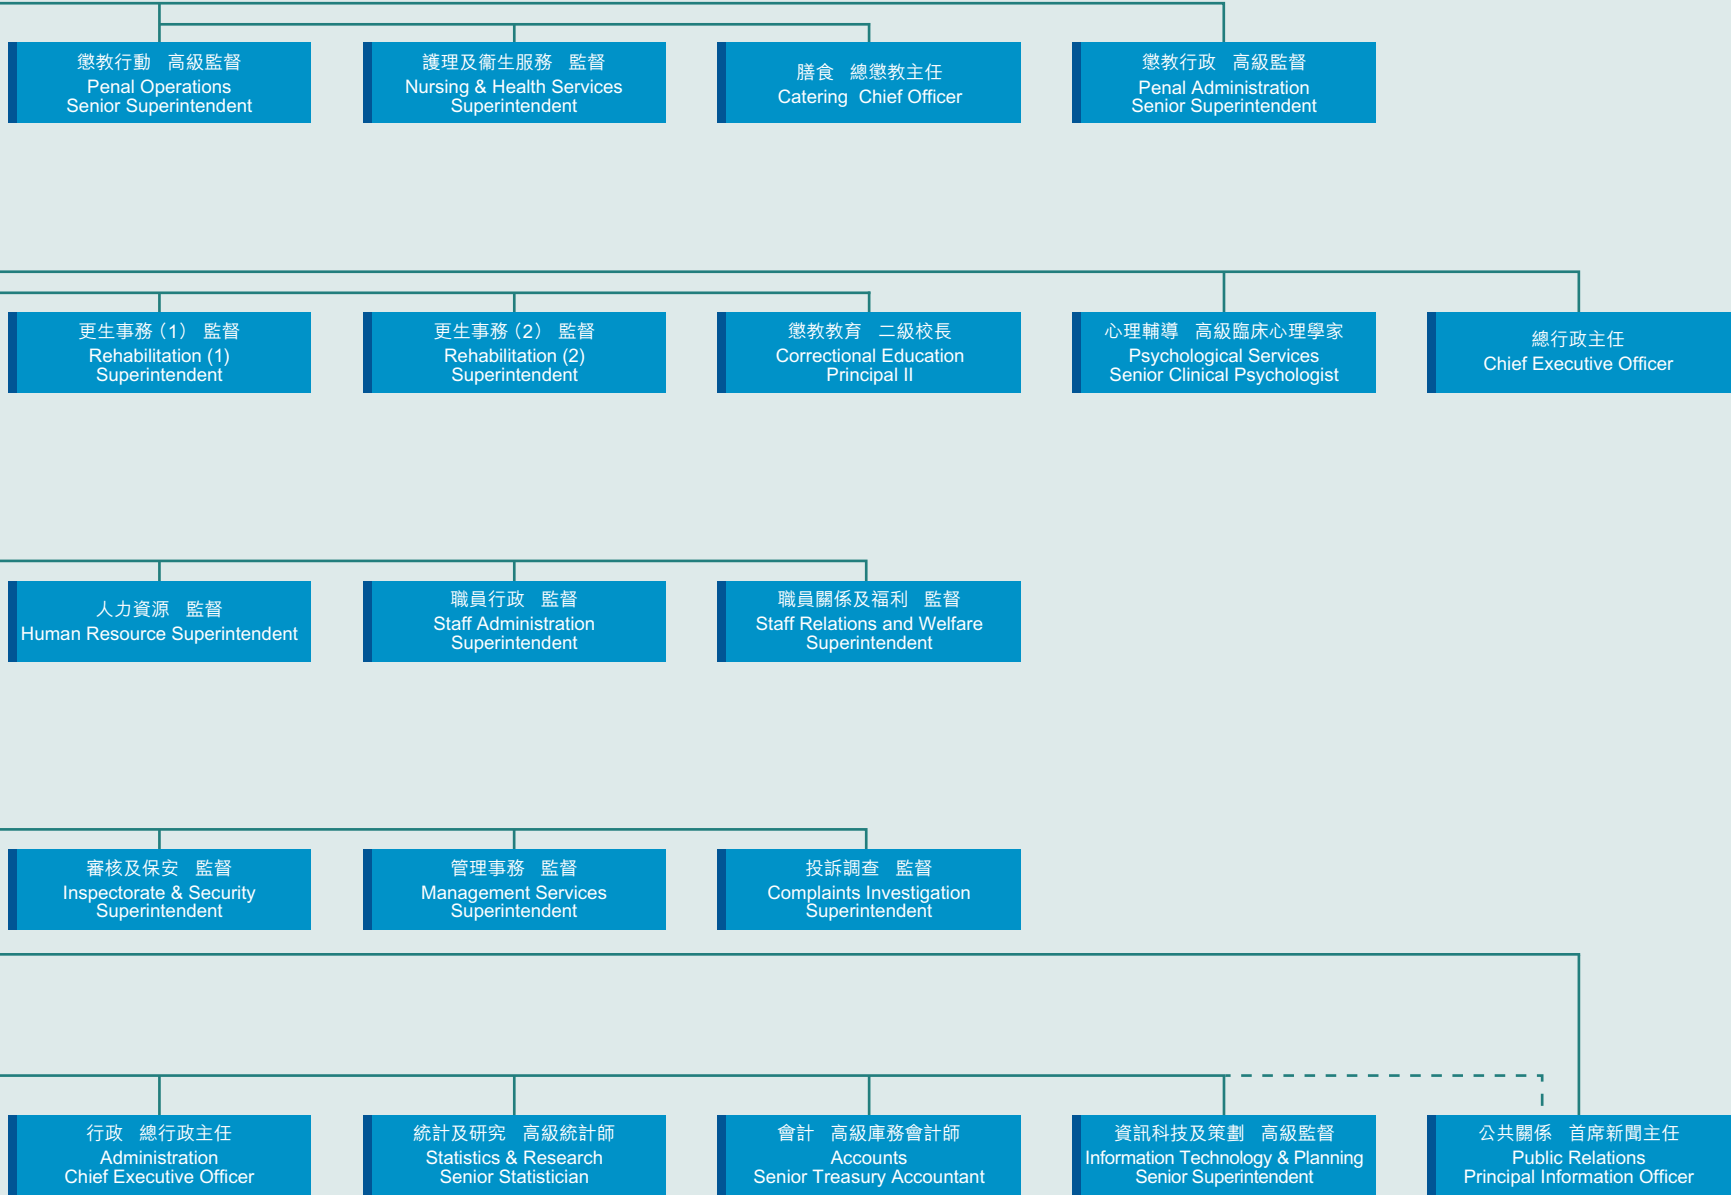 懲教行動 高級監督
Penal Operations
Senior Superintendent
護理及衞生服務 監督
Nursing & Health Services
Superintendent
膳食 總懲教主任
Catering Chief Officer
懲教行政 高級監督
Penal Administration
Senior Superintendent
更生事務（1） 監督
Rehabilitation (1)
Superintendent
更生事務（2） 監督
Rehabilitation (2)
Superintendent
懲教教育 二級校長
Correctional Education
Principal II
心理輔導 高級臨床心理學家
Psychological Services
Senior Clinical Psychologist
總行政主任
Chief Executive Officer
人力資源 監督
Human Resource Superintendent
職員行政 監督
Staff Administration
Superintendent
職員關係及福利 監督
Staff Relations and Welfare
Superintendent
審核及保安 監督
Inspectorate & Security
Superintendent
管理事務 監督
Management Services
Superintendent
投訴調查 監督
Complaints Investigation
Superintendent
行政 總行政主任
Administration
Chief Executive Officer
統計及研究 高級統計師
Statistics & Research
Senior Statistician
會計 高級庫務會計師
Accounts
Senior Treasury Accountant
資訊科技及策劃 高級監督
Information Technology & Planning
Senior Superintendent
公共關係 首席新聞主任
Public Relations
Principal Information Officer